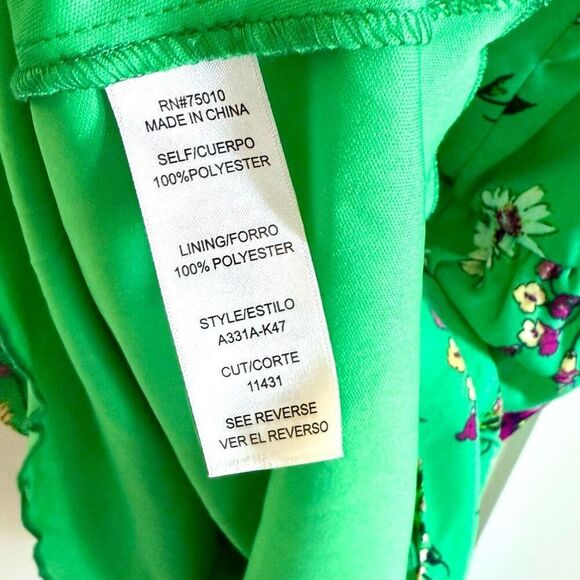 RN#75010
MADE IN CHINA
SELF/CUERPO
100%POLYESTER
LINING/FORRO
100% POLYESTER
STYLE/ESTILO
A331A-K47
CUT/CORTE
11431
SEE REVERSE
VER EL REVERSO